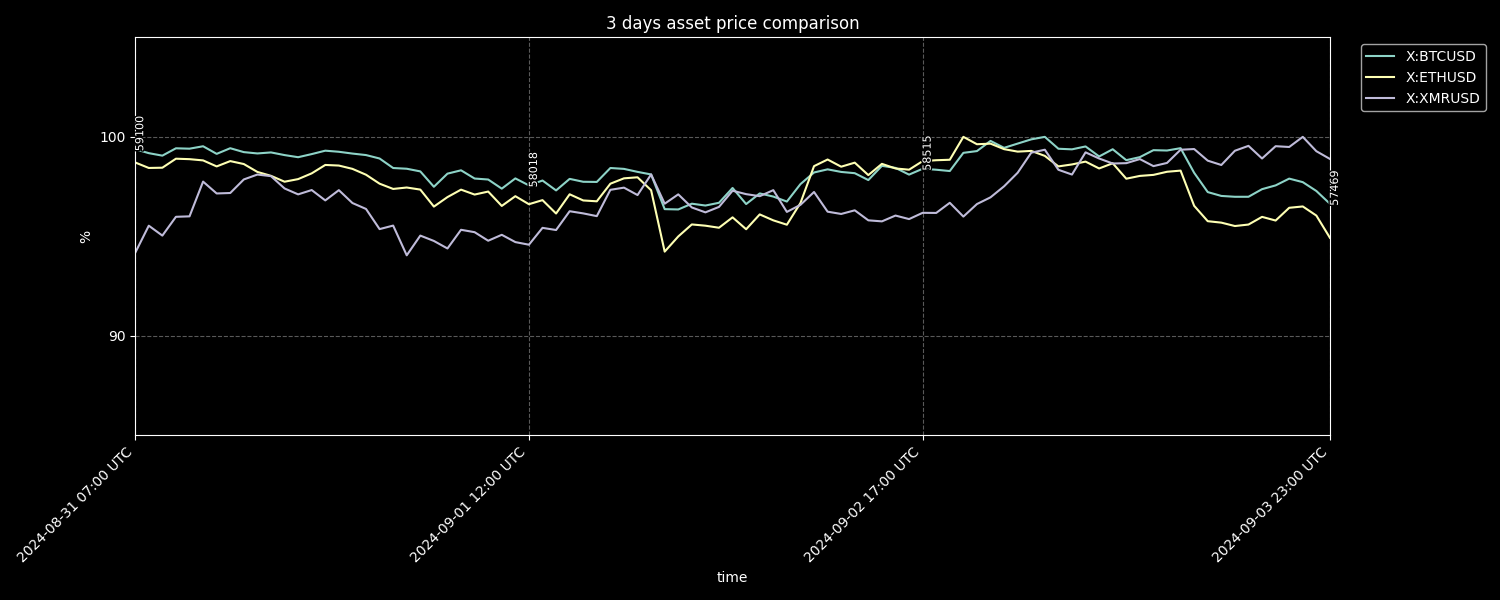 3 days asset price comparison
X:BTCUSD
X:ETHUSD
X:XMRUSD
100
90
%
59100
58018
58515
57469
2024-08-31 07:00 UTC
2024-09-01 12:00 UTC
2024-09-02 17:00 UTC
2024-09-03 23:00 UTC
time